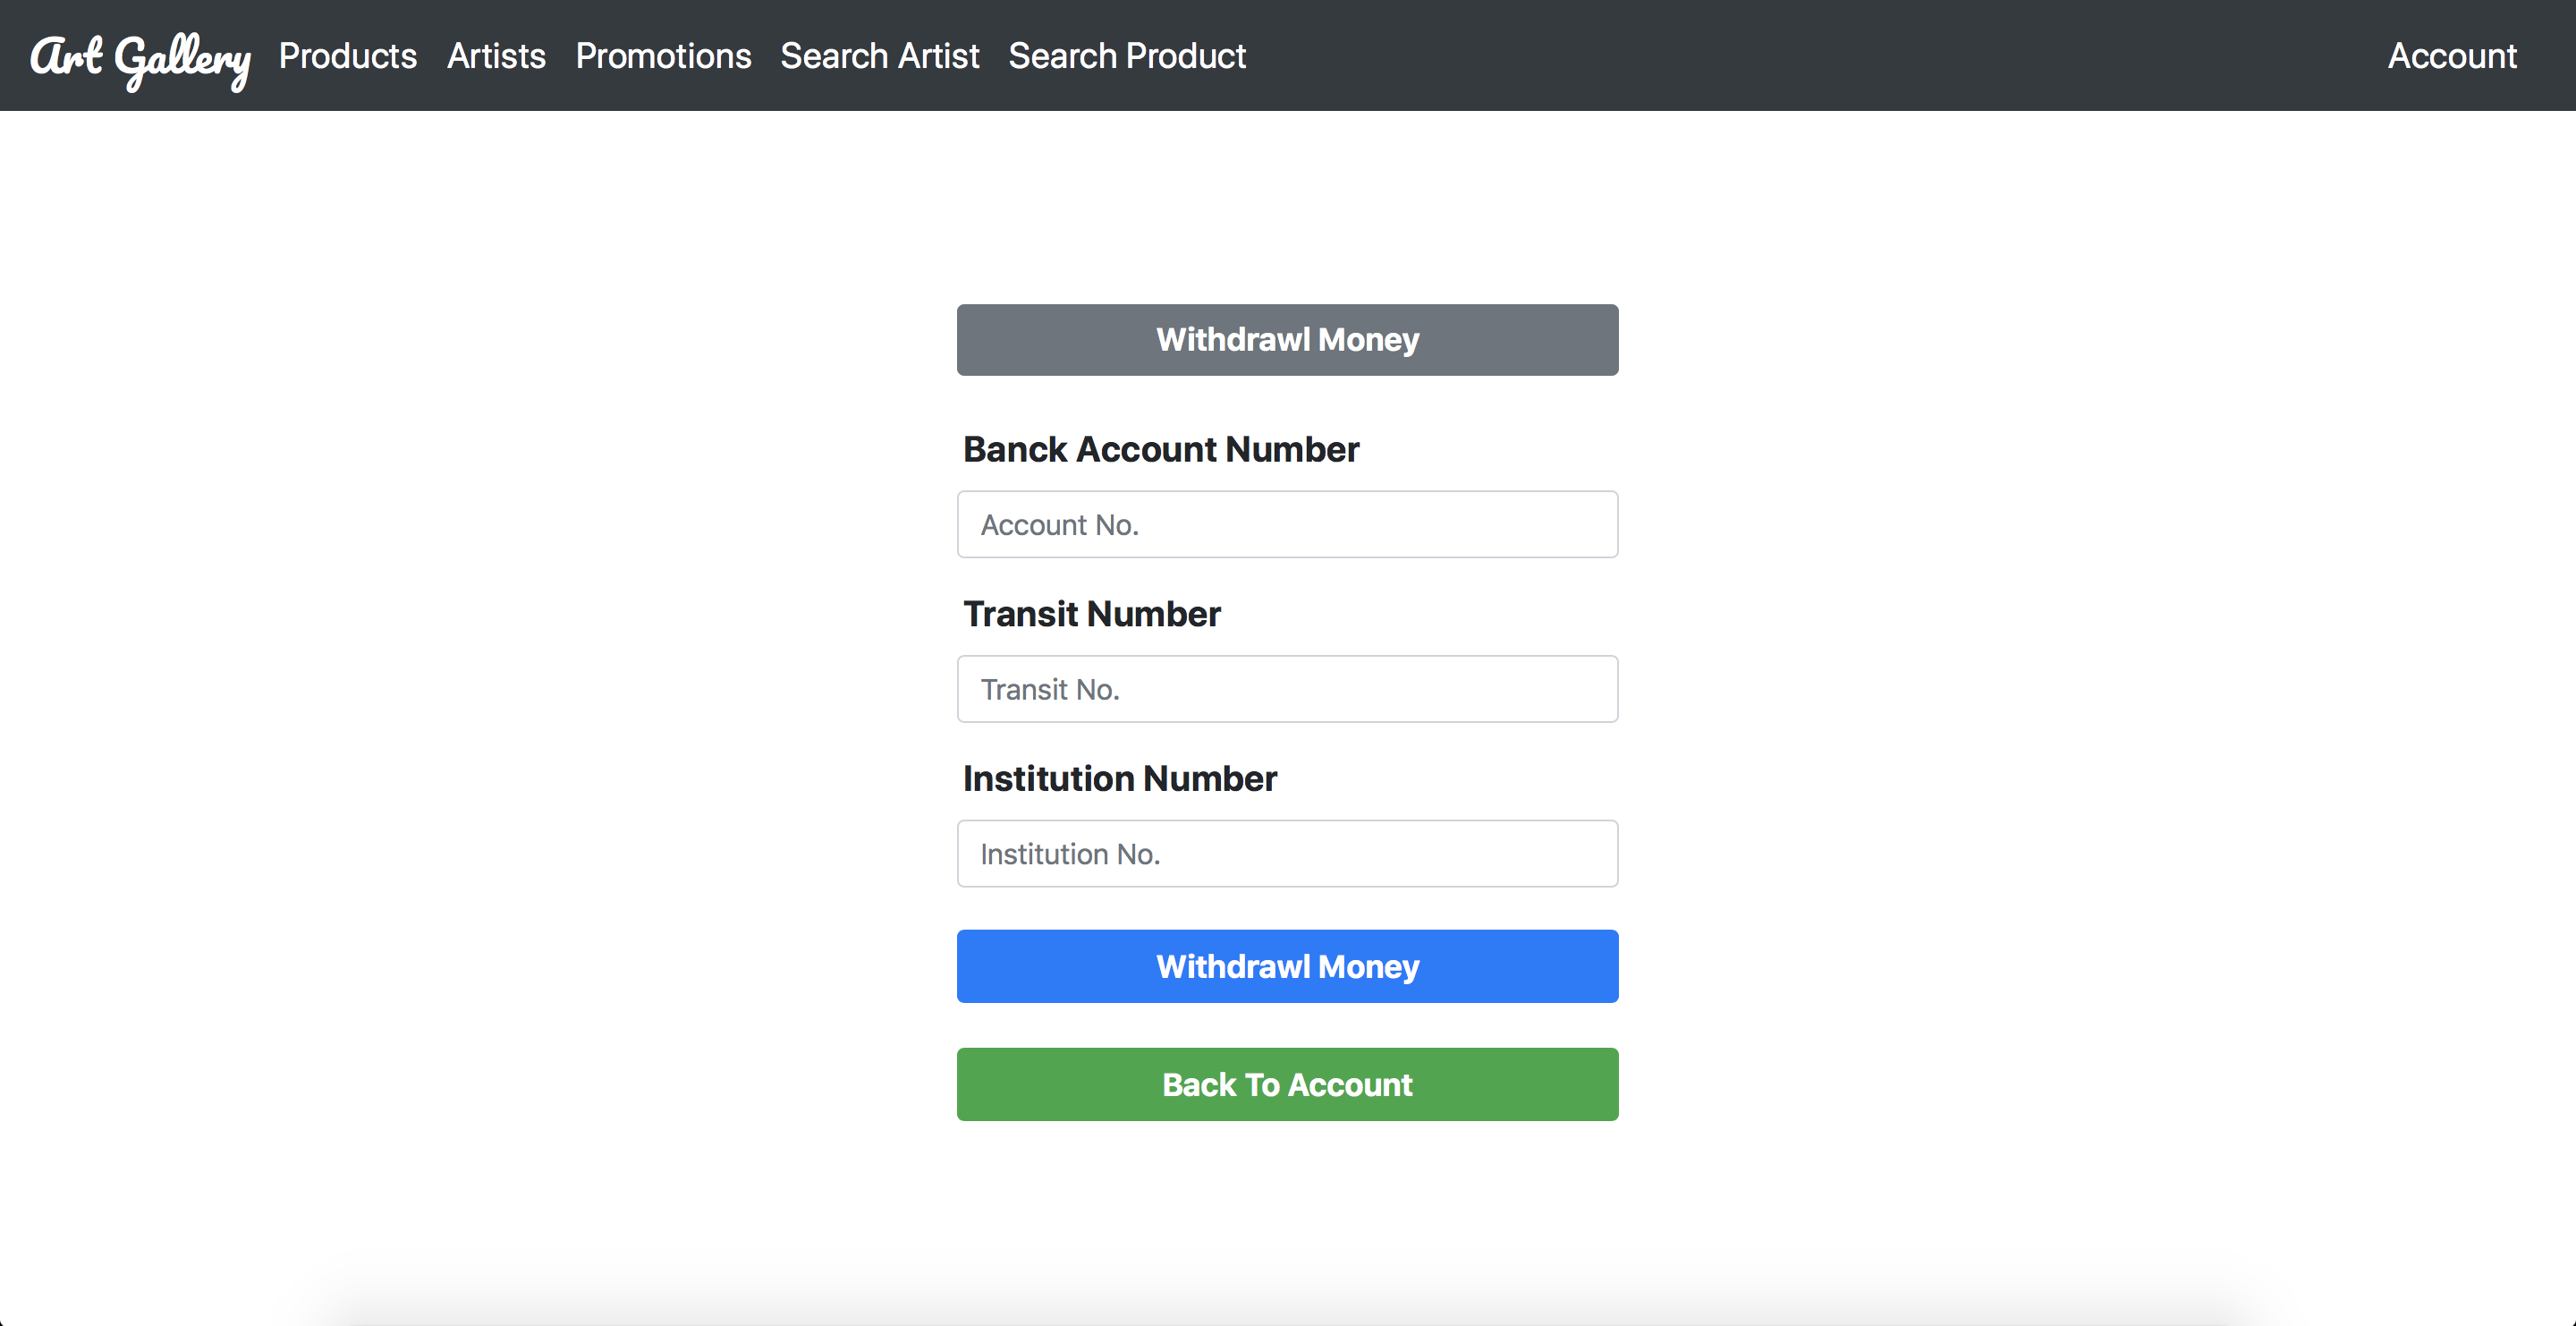 Art Gallery Products Artists Promotions Search Artist Search Product Account
Withdrawl Money
Banck Account Number
Account No.
Transit Number
Transit No.
Institution Number
Institution No.
Withdrawl Money
Back To Account